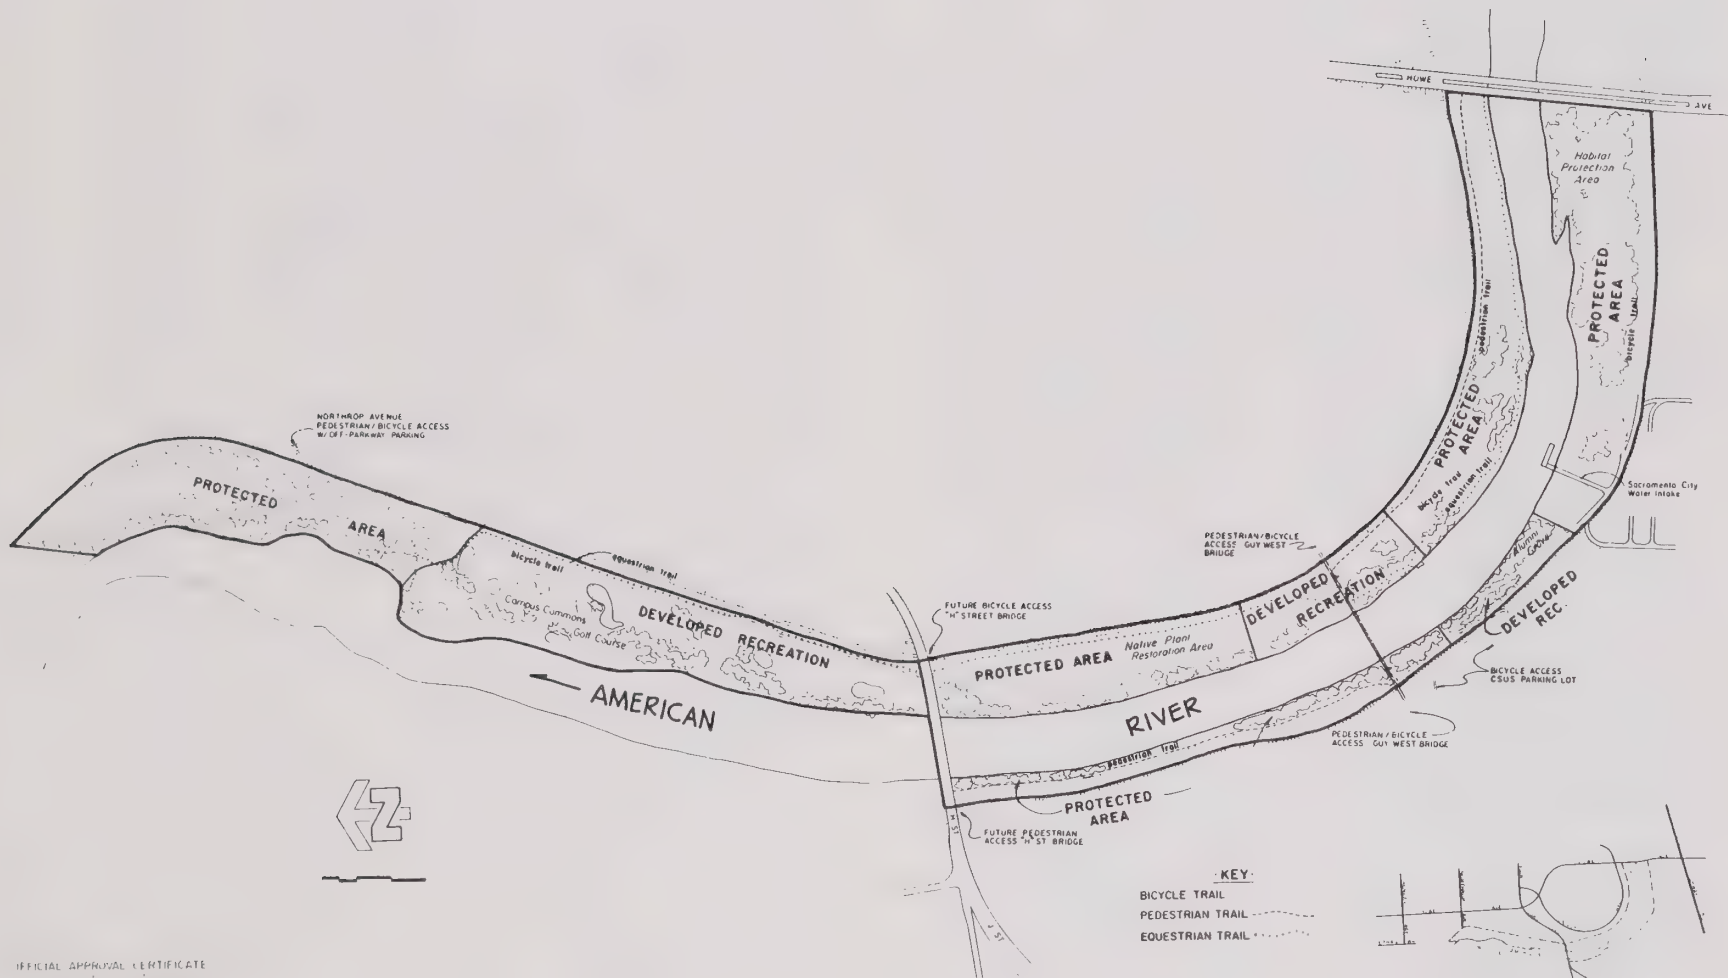 HOWE
AVE
Habitat
Protection
Area
PROTECTED
AREA
bicycle trail
pedestrian trail
PROTECTED
AREA
bicycle trail
equestrian trail
Sacramento City
Water Intake
NORTHROP AVENUE
PEDESTRIAN/BICYCLE ACCESS
W/ OFF-PARKWAY PARKING
PROTECTED
AREA
bicycle trail
equestrian trail
Campus Commons
Golf Course
DEVELOPED RECREATION
AMERICAN
RIVER
FUTURE BICYCLE ACCESS
"H" STREET BRIDGE
PROTECTED AREA
Native Plant
Restoration Area
PEDESTRIAN/BICYCLE
ACCESS GUY WEST
BRIDGE
DEVELOPED
RECREATION
Alumni
Grove
DEVELOPED
REC.
BICYCLE ACCESS
CSUS PARKING LOT
PEDESTRIAN/BICYCLE
ACCESS GUY WEST BRIDGE
pedestrian trail
PROTECTED
AREA
H ST
FUTURE PEDESTRIAN
ACCESS "H" ST BRIDGE
J ST
Z
·KEY·
BICYCLE TRAIL
PEDESTRIAN TRAIL
EQUESTRIAN TRAIL
OFFICIAL APPROVAL CERTIFICATE